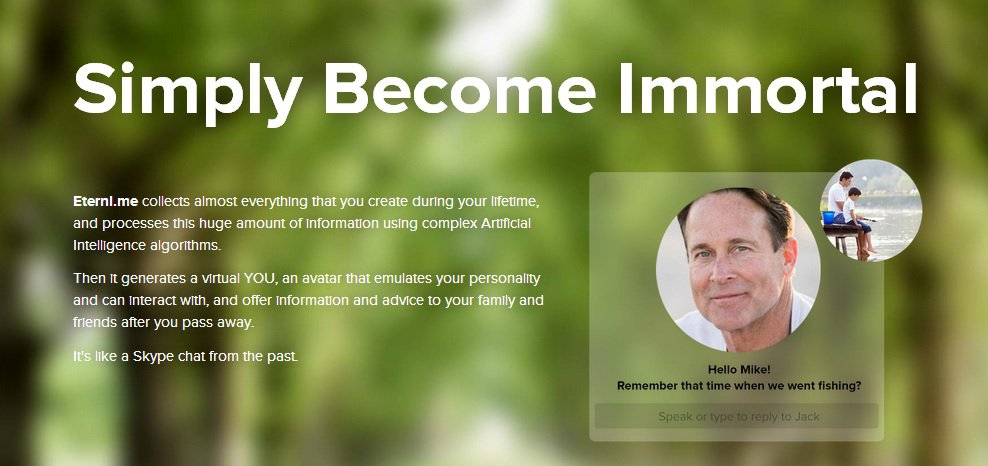 Simply Become Immortal
Eterni.me collects almost everything that you create during your lifetime,
and processes this huge amount of information using complex Artificial
Intelligence algorithms.
Then it generates a virtual YOU, an avatar that emulates your personality
and can interact with, and offer information and advice to your family and
friends after you pass away.
It's like a Skype chat from the past.
Hello Mike!
Remember that time when we went fishing?
Speak or type to reply to Jack